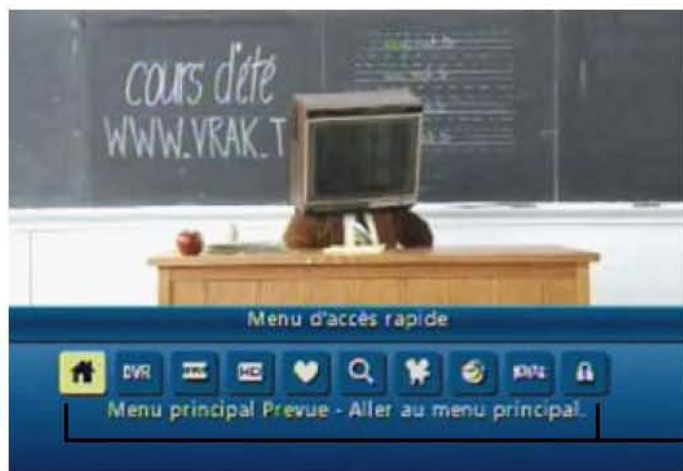 cours d'été
WWW.VRAK.T
Menu d'accès rapide
DVR
HD
Menu principal Prevue - Aller au menu principal.